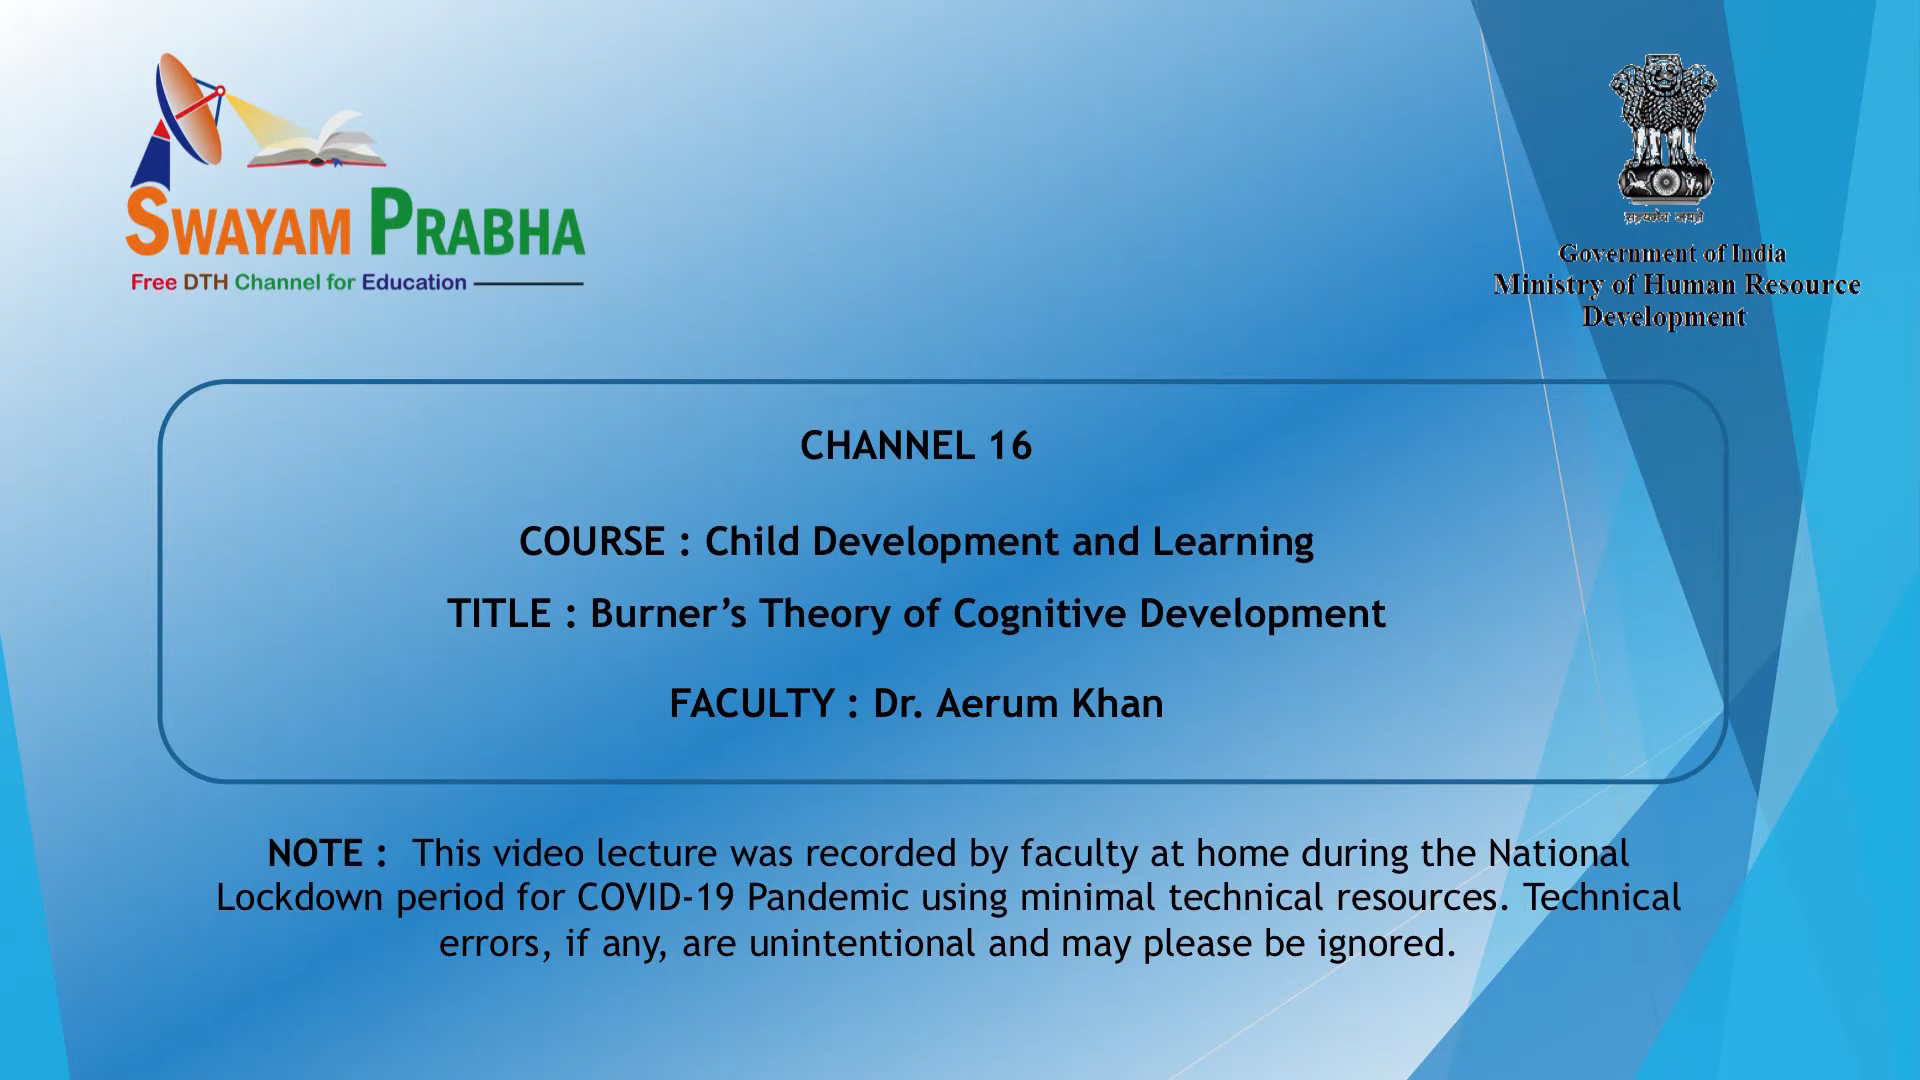 SWAYAM PRABHA
Free DTH Channel for Education
सत्यमेव जयते
Government of India
Ministry of Human Resource
Development
CHANNEL 16
COURSE : Child Development and Learning
TITLE : Burner’s Theory of Cognitive Development
FACULTY : Dr. Aerum Khan
NOTE : This video lecture was recorded by faculty at home during the National
Lockdown period for COVID-19 Pandemic using minimal technical resources. Technical
errors, if any, are unintentional and may please be ignored.